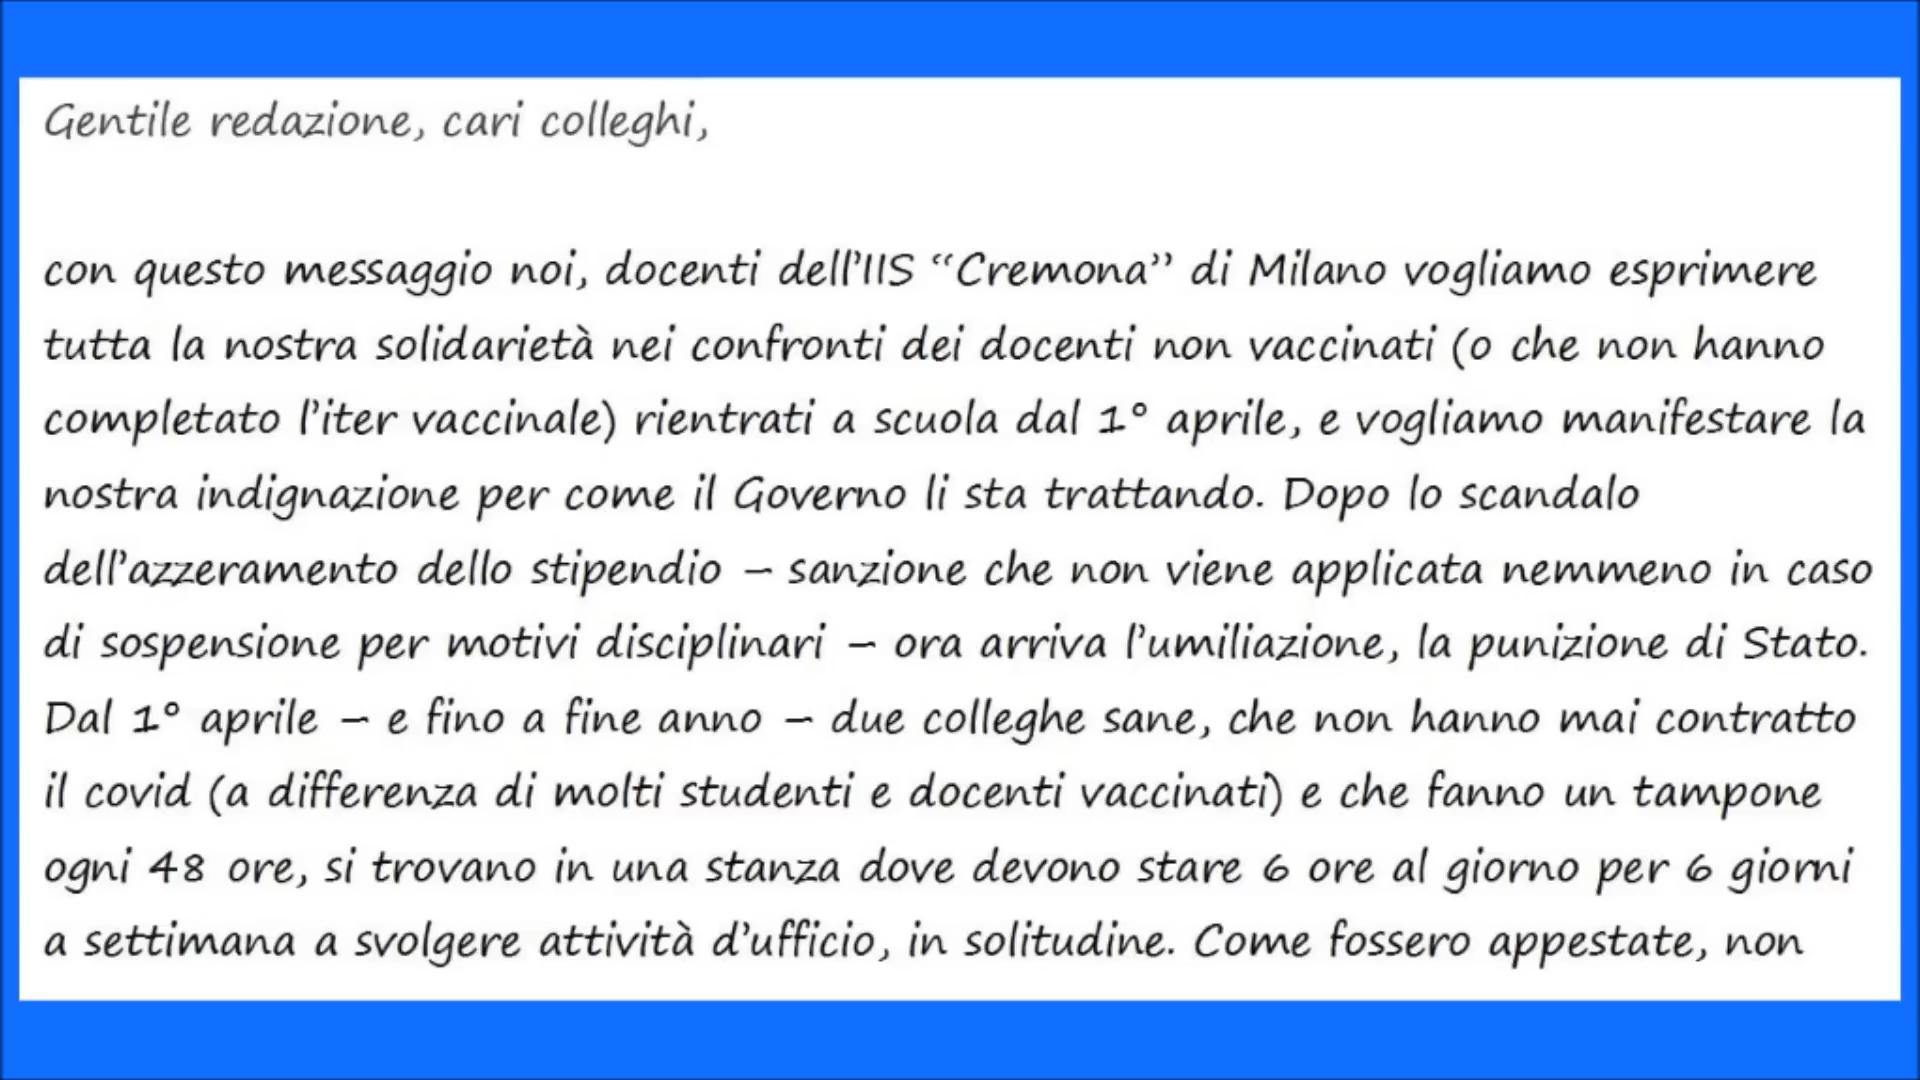 Gentile redazione, cari colleghi,
con questo messaggio noi, docenti dell’IIS “Cremona” di Milano vogliamo esprimere
tutta la nostra solidarietà nei confronti dei docenti non vaccinati (o che non hanno
completato l’iter vaccinale) rientrati a scuola dal 1° aprile, e vogliamo manifestare la
nostra indignazione per come il Governo li sta trattando. Dopo lo scandalo
dell’azzeramento dello stipendio – sanzione che non viene applicata nemmeno in caso
di sospensione per motivi disciplinari – ora arriva l’umiliazione, la punizione di Stato.
Dal 1° aprile – e fino a fine anno – due colleghe sane, che non hanno mai contratto
il covid (a differenza di molti studenti e docenti vaccinati) e che fanno un tampone
ogni 48 ore, si trovano in una stanza dove devono stare 6 ore al giorno per 6 giorni
a settimana a svolgere attività d’ufficio, in solitudine. Come fossero appestate, non